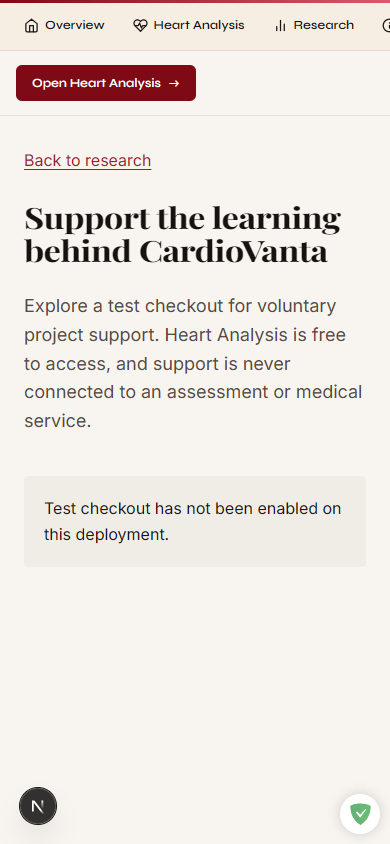 Overview
Heart Analysis
Research
Open Heart Analysis →
Back to research
Support the learning
behind CardioVanta
Explore a test checkout for voluntary
project support. Heart Analysis is free
to access, and support is never
connected to an assessment or medical
service.
Test checkout has not been enabled on
this deployment.
N